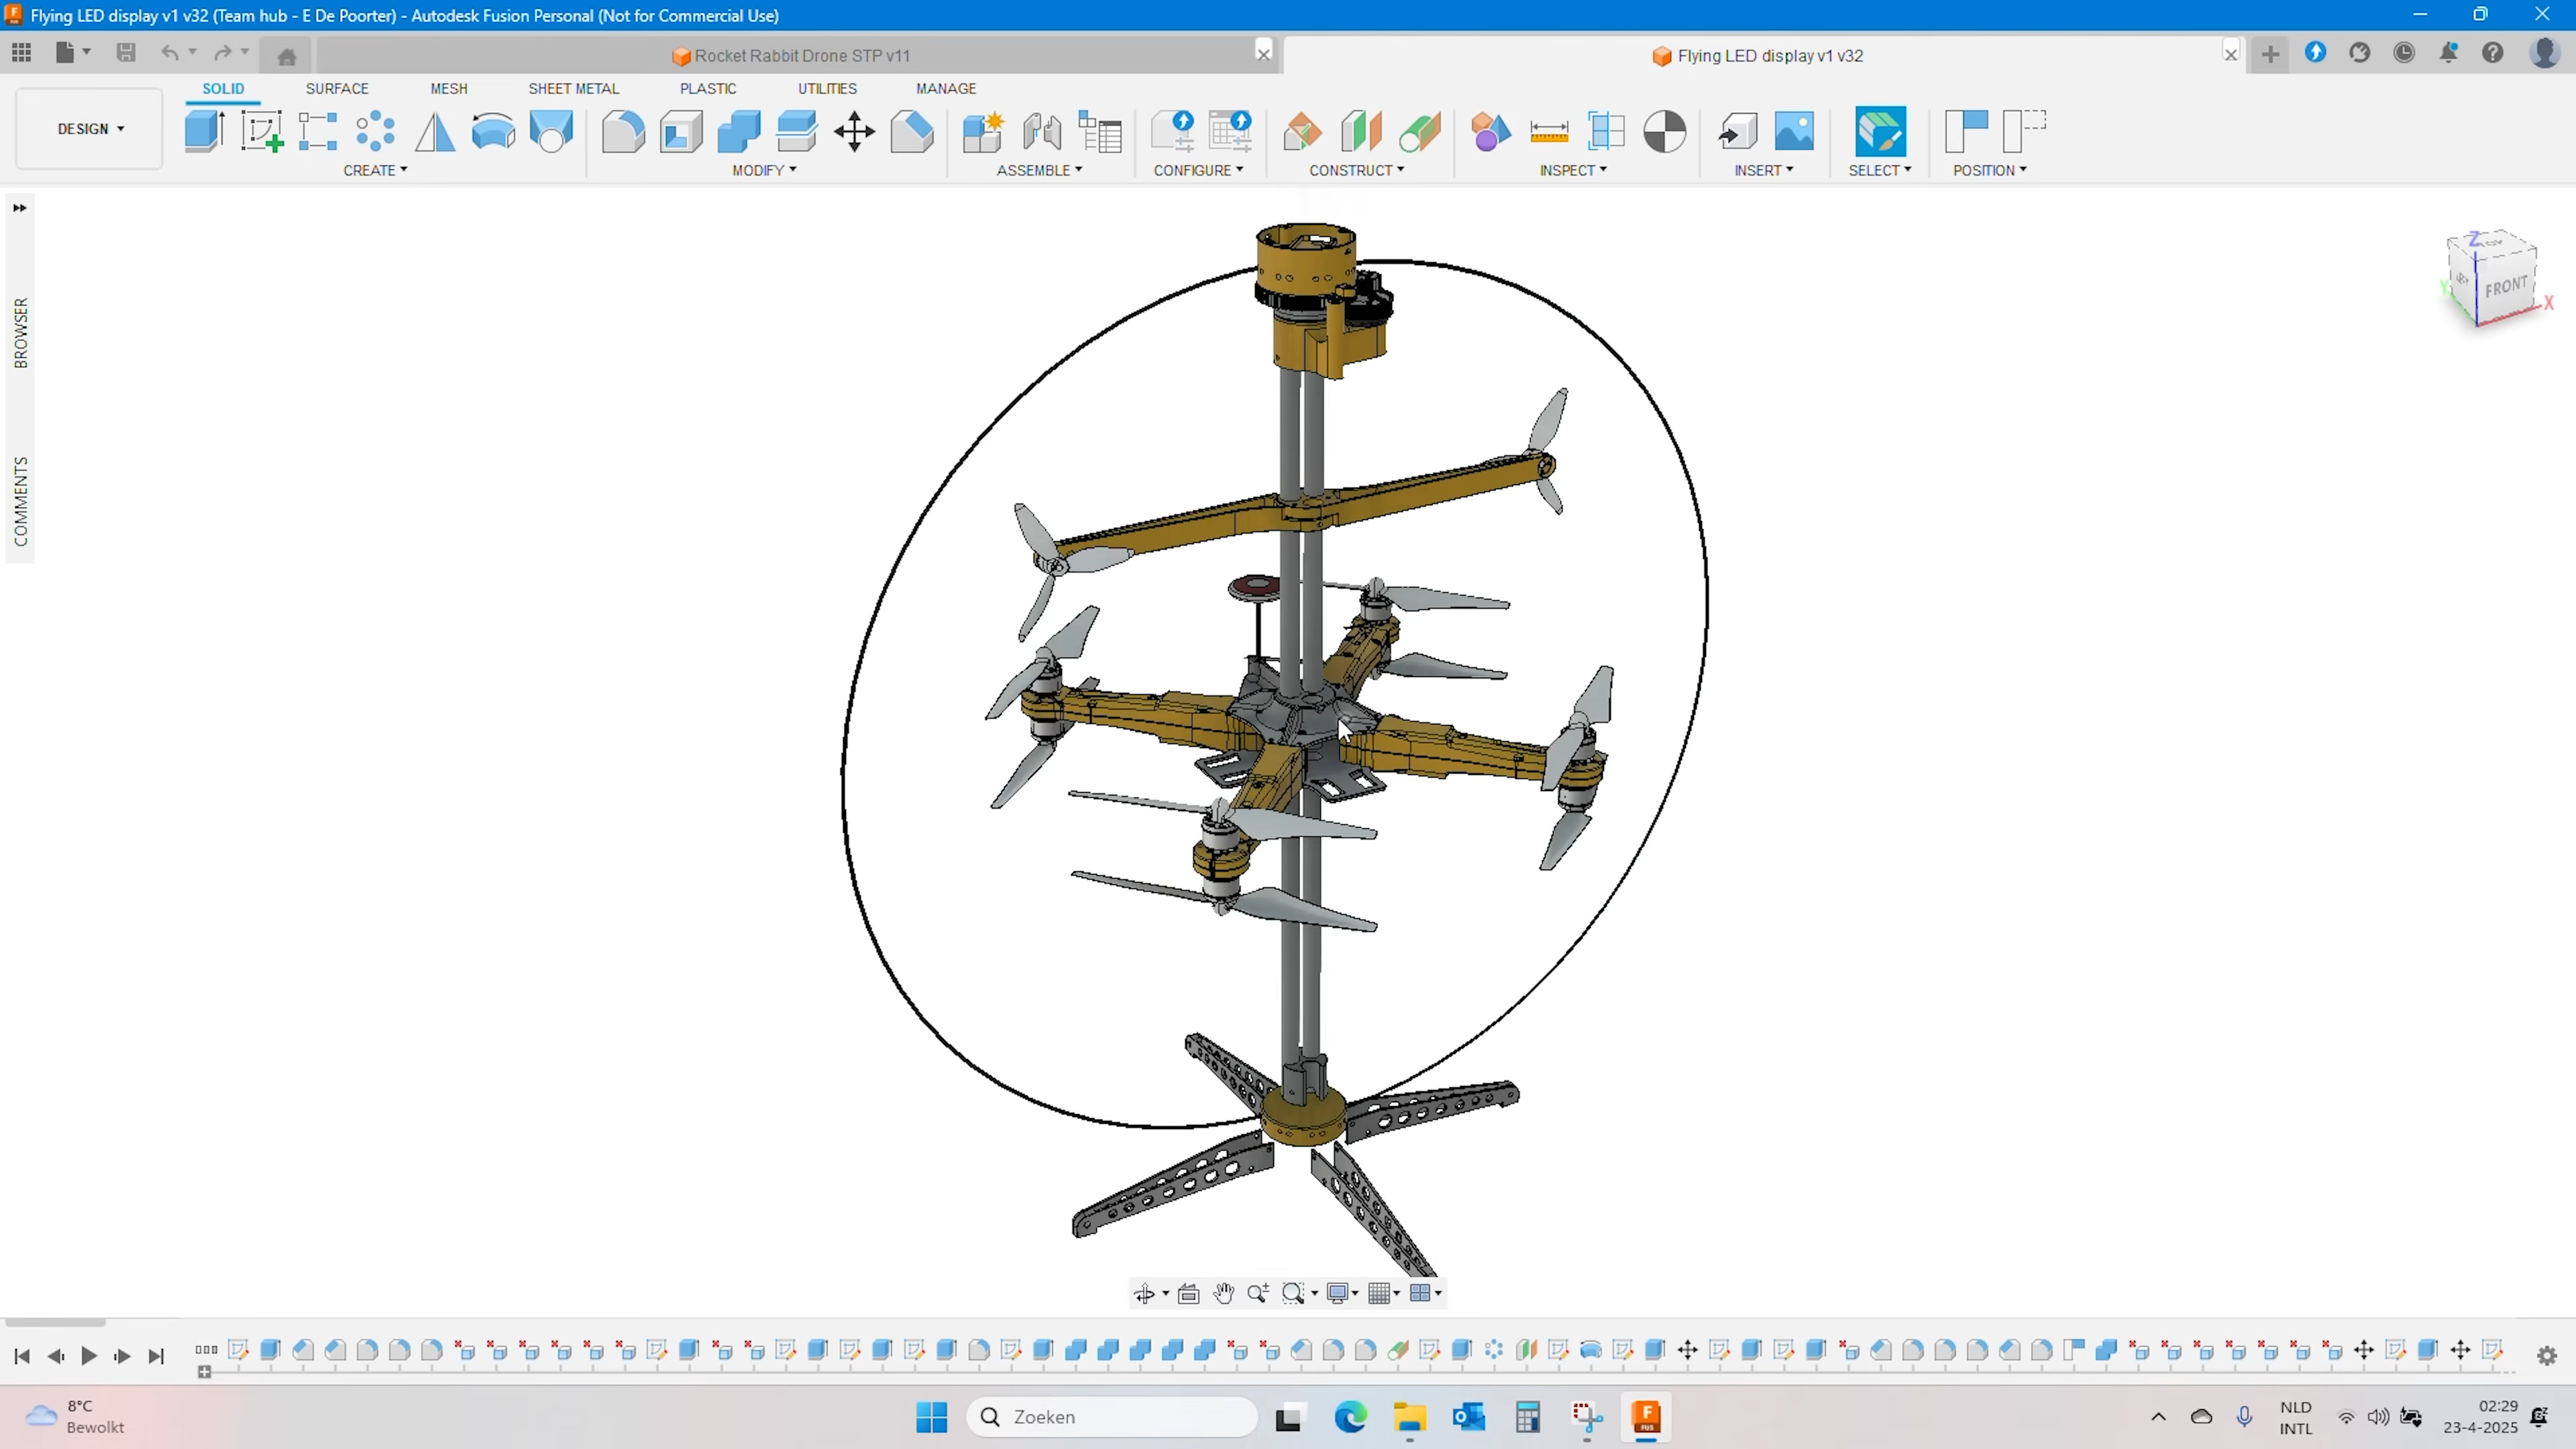 Flying LED display v1 v32 (Team hub - E De Poorter) - Autodesk Fusion Personal (Not for Commercial Use)
Rocket Rabbit Drone STP v11
Flying LED display v1 v32
SOLID SURFACE MESH SHEET METAL PLASTIC UTILITIES MANAGE
DESIGN
CREATE MODIFY ASSEMBLE CONFIGURE CONSTRUCT INSPECT INSERT SELECT POSITION
BROWSER
COMMENTS
Z
TOP
FRONT
Y
X
8°C
Bewolkt
Zoeken
FUS
NLD
INTL
02:29
23-4-2025